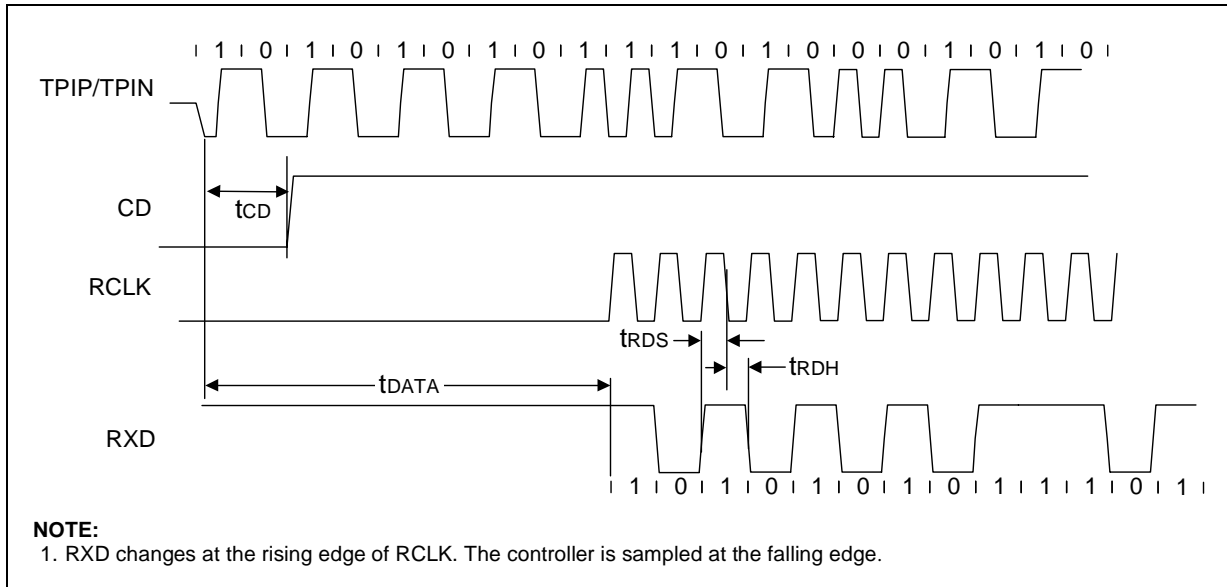 1 0 1 0 1 0 1 0 1 1 1 0 1 0 0 0 1 0 1 0
TPIP/TPIN
tCD
CD
RCLK
tRDS
tRDH
tDATA
RXD
1 0 1 0 1 0 1 0 1 1 1 0 1
NOTE:
1. RXD changes at the rising edge of RCLK. The controller is sampled at the falling edge.